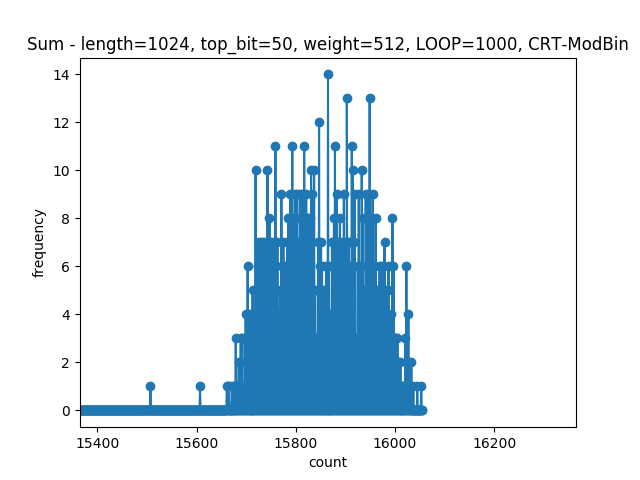 Sum - length=1024, top_bit=50, weight=512, LOOP=1000, CRT-ModBin
14
12
10
8
6
4
2
0
frequency
15400 15600 15800 16000 16200
count